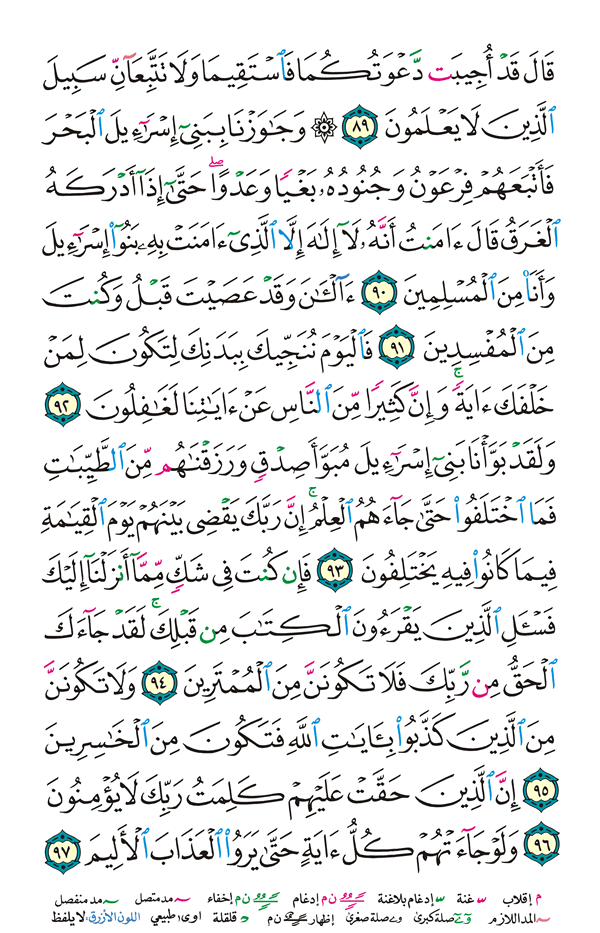 قَالَ قَدْ أُجِيبَت دَّعْوَتُكُمَا فَٱسْتَقِيمَا وَلَا تَتَّبِعَآنِّ سَبِيلَ
ٱلَّذِينَ لَا يَعْلَمُونَ ٨٩ ۞ وَجَٰوَزْنَا بِبَنِىٓ إِسْرَٰٓءِيلَ ٱلْبَحْرَ
فَأَتْبَعَهُمْ فِرْعَوْنُ وَجُنُودُهُۥ بَغْيًا وَعَدْوًا ۖ حَتَّىٰٓ إِذَآ أَدْرَكَهُ
ٱلْغَرَقُ قَالَ ءَامَنتُ أَنَّهُۥ لَآ إِلَٰهَ إِلَّا ٱلَّذِىٓ ءَامَنَتْ بِهِۦ بَنُوٓا۟ إِسْرَٰٓءِيلَ
وَأَنَا۠ مِنَ ٱلْمُسْلِمِينَ ٩٠ ءَآلْـَٰٔنَ وَقَدْ عَصَيْتَ قَبْلُ وَكُنتَ
مِنَ ٱلْمُفْسِدِينَ ٩١ فَٱلْيَوْمَ نُنَجِّيكَ بِبَدَنِكَ لِتَكُونَ لِمَنْ
خَلْفَكَ ءَايَةً ۚ وَإِنَّ كَثِيرًا مِّنَ ٱلنَّاسِ عَنْ ءَايَٰتِنَا لَغَٰفِلُونَ ٩٢
وَلَقَدْ بَوَّأْنَا بَنِىٓ إِسْرَٰٓءِيلَ مُبَوَّأَ صِدْقٍ وَرَزَقْنَٰهُم مِّنَ ٱلطَّيِّبَٰتِ
فَمَا ٱخْتَلَفُوا۟ حَتَّىٰ جَآءَهُمُ ٱلْعِلْمُ ۚ إِنَّ رَبَّكَ يَقْضِى بَيْنَهُمْ يَوْمَ ٱلْقِيَٰمَةِ
فِيمَا كَانُوا۟ فِيهِ يَخْتَلِفُونَ ٩٣ فَإِن كُنتَ فِى شَكٍّ مِّمَّآ أَنزَلْنَآ إِلَيْكَ
فَسْـَٔلِ ٱلَّذِينَ يَقْرَءُونَ ٱلْكِتَٰبَ مِن قَبْلِكَ ۚ لَقَدْ جَآءَكَ
ٱلْحَقُّ مِن رَّبِّكَ فَلَا تَكُونَنَّ مِنَ ٱلْمُمْتَرِينَ ٩٤ وَلَا تَكُونَنَّ
مِنَ ٱلَّذِينَ كَذَّبُوا۟ بِـَٔايَٰتِ ٱللَّهِ فَتَكُونَ مِنَ ٱلْخَٰسِرِينَ
٩٥ إِنَّ ٱلَّذِينَ حَقَّتْ عَلَيْهِمْ كَلِمَتُ رَبِّكَ لَا يُؤْمِنُونَ
٩٦ وَلَوْ جَآءَتْهُمْ كُلُّ ءَايَةٍ حَتَّىٰ يَرَوُا۟ ٱلْعَذَابَ ٱلْأَلِيمَ ٩٧
م إقلاب غنة إدغام بلاغنة ن م إدغام ن م إخفاء مد متصل مد منفصل
المد اللازم صلة كبرى صلة صغرى إظهار ن م قلقلة اوى طبيعي اللون الأزرق: لا يلفظ